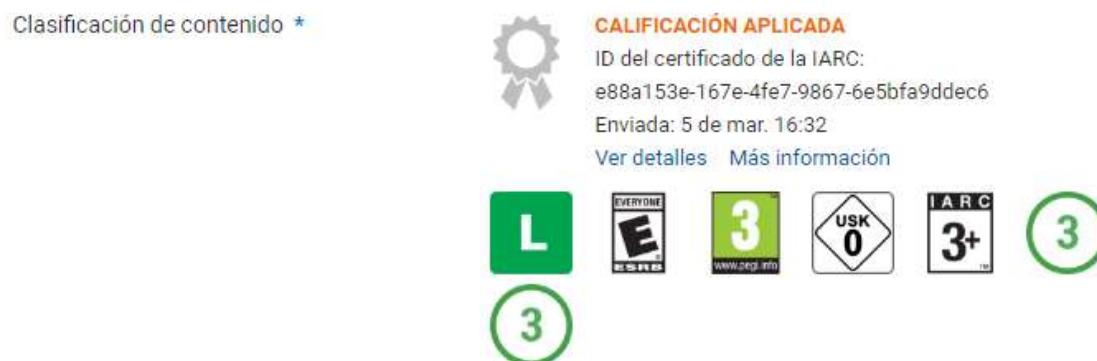 Clasificación de contenido *
CALIFICACIÓN APLICADA
ID del certificado de la IARC:
e88a153e-167e-4fe7-9867-6e5bfa9ddec6
Enviada: 5 de mar. 16:32
Ver detalles Más información
L
EVERYONE
E
ESRB
3
www.pegi.info
USK
0
IARC
3+
3
3